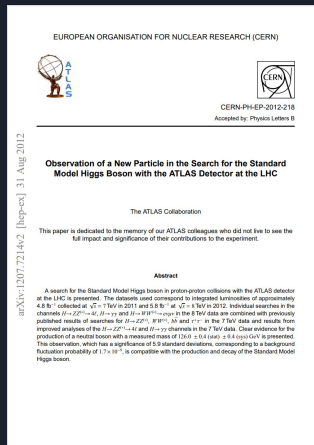 EUROPEAN ORGANISATION FOR NUCLEAR RESEARCH (CERN)
ATLAS
CERN
CERN-PH-EP-2012-218
Accepted by: Physics Letters B
arXiv:1207.7214v2 [hep-ex] 31 Aug 2012
Observation of a New Particle in the Search for the Standard
Model Higgs Boson with the ATLAS Detector at the LHC
The ATLAS Collaboration
This paper is dedicated to the memory of our ATLAS colleagues who did not live to see the
full impact and significance of their contributions to the experiment.
Abstract
A search for the Standard Model Higgs boson in proton-proton collisions with the ATLAS detector
at the LHC is presented. The datasets used correspond to integrated luminosities of approximately
4.8 fb⁻¹ collected at √s = 7 TeV in 2011 and 5.8 fb⁻¹ at √s = 8 TeV in 2012. Individual searches in the
channels H→ZZ⁽*⁾→4ℓ, H→γγ and H→WW⁽*⁾→eνμν in the 8 TeV data are combined with previously
published results of searches for H→ZZ⁽*⁾, WW⁽*⁾, bb̄ and τ⁺τ⁻ in the 7 TeV data and results from
improved analyses of the H→ZZ⁽*⁾→4ℓ and H→γγ channels in the 7 TeV data. Clear evidence for the
production of a neutral boson with a measured mass of 126.0 ± 0.4 (stat) ± 0.4 (sys) GeV is presented.
This observation, which has a significance of 5.9 standard deviations, corresponding to a background
fluctuation probability of 1.7 × 10⁻⁹, is compatible with the production and decay of the Standard Model
Higgs boson.